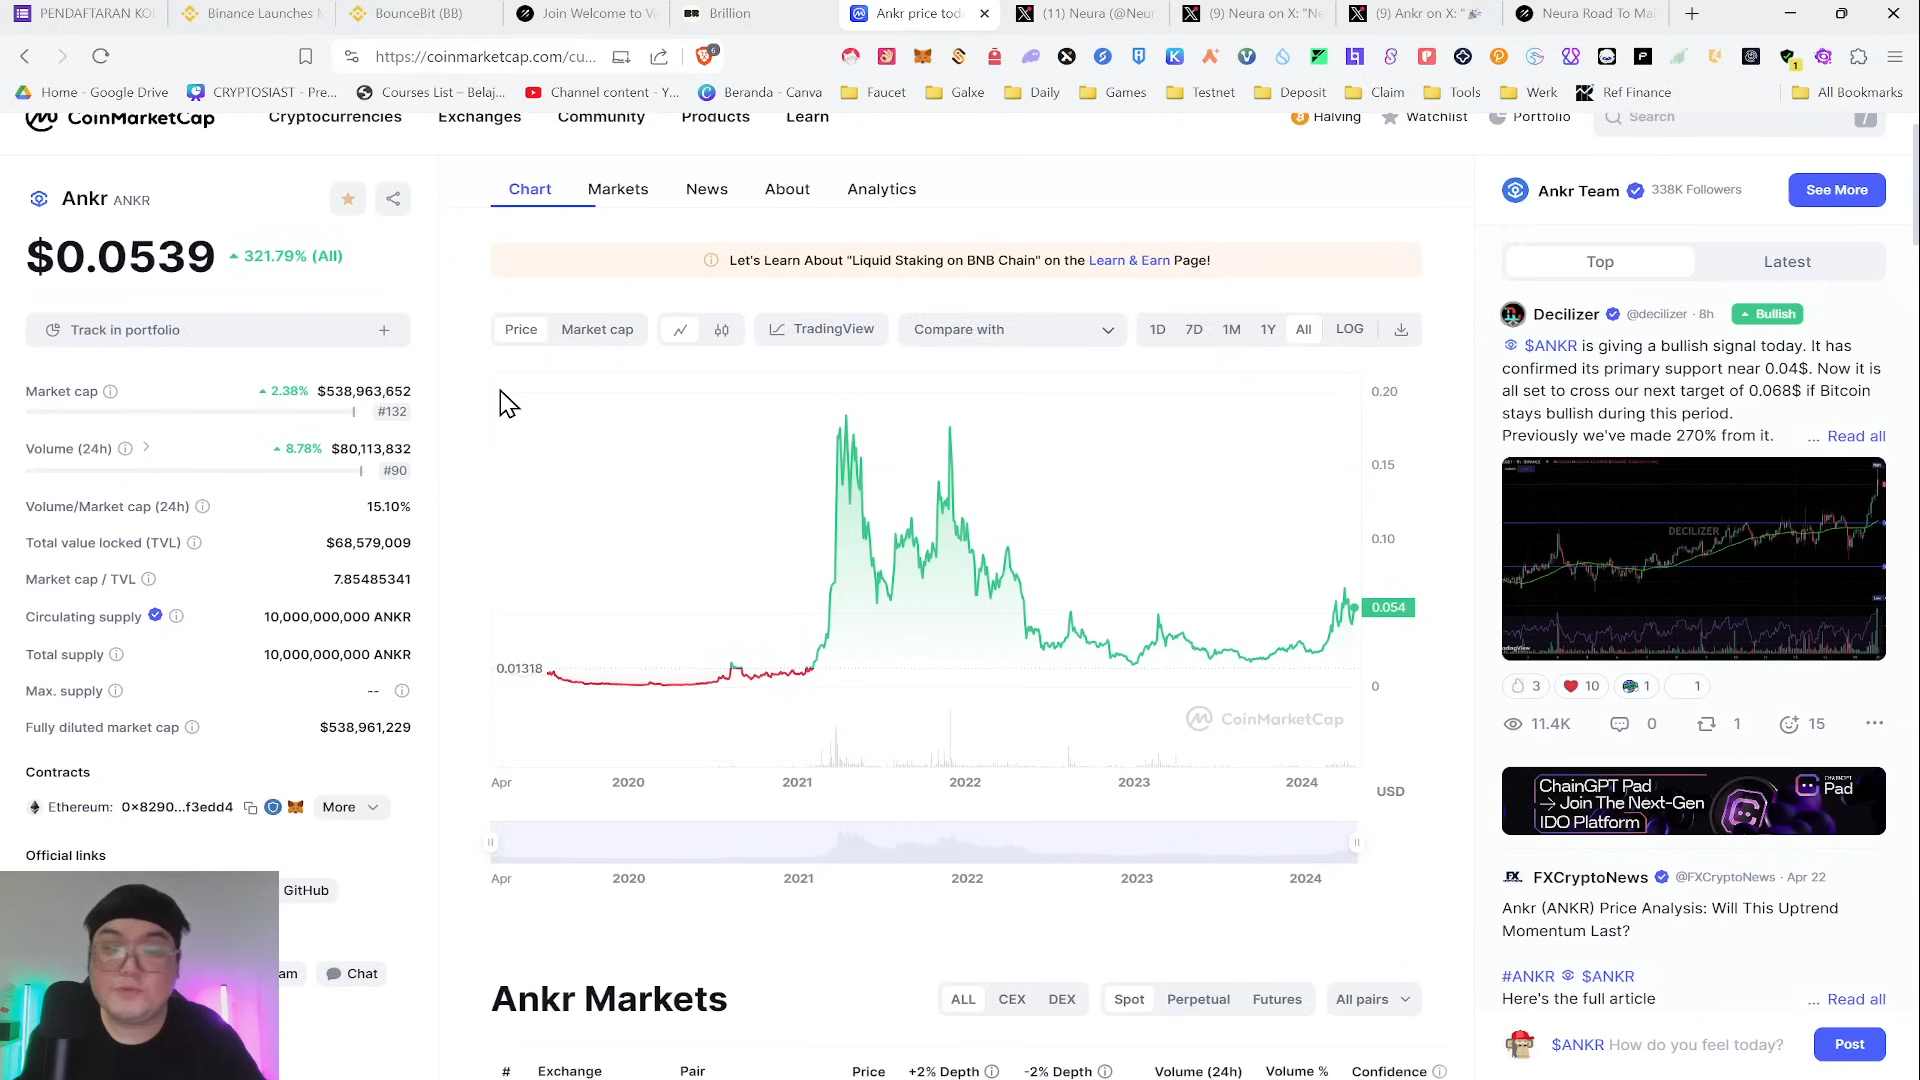 PENDAFTARAN KO
Binance Launches
BounceBit (BB)
Join Welcome to V
Brillion
Ankr price tod
(11) Neura (@Neur
(9) Neura on X: "Ne
(9) Ankr on X: "
Neura Road To Mai
https://coinmarketcap.com/cu...
6
1
Home - Google Drive
CRYPTOSIAST - Pre...
Courses List – Belaj...
Channel content - Y...
Beranda - Canva
Faucet
Galxe
Daily
Games
Testnet
Deposit
Claim
Tools
Werk
Ref Finance
All Bookmarks
CoinMarketCap
Cryptocurrencies
Exchanges
Community
Products
Learn
Halving
Watchlist
Portfolio
Search
/
Ankr ANKR
$0.0539
321.79% (All)
Track in portfolio
Market cap
2.38% $538,963,652
#132
Volume (24h)
8.78% $80,113,832
#90
Volume/Market cap (24h)
15.10%
Total value locked (TVL)
$68,579,009
Market cap / TVL
7.85485341
Circulating supply
10,000,000,000 ANKR
Total supply
10,000,000,000 ANKR
Max. supply
--
Fully diluted market cap
$538,961,229
Contracts
Ethereum: 0x8290...f3edd4
More
Official links
GitHub
am
Chat
Chart
Markets
News
About
Analytics
Let's Learn About "Liquid Staking on BNB Chain" on the Learn & Earn Page!
Price
Market cap
TradingView
Compare with
1D
7D
1M
1Y
All
LOG
0.20
0.15
0.10
0.054
0.01318
0
CoinMarketCap
Apr
2020
2021
2022
2023
2024
USD
Apr
2020
2021
2022
2023
2024
Ankr Markets
ALL
CEX
DEX
Spot
Perpetual
Futures
All pairs
#
Exchange
Pair
Price
+2% Depth
-2% Depth
Volume (24h)
Volume %
Confidence
Ankr Team
338K Followers
See More
Top
Latest
Decilizer @decilizer · 8h
Bullish
$ANKR is giving a bullish signal today. It has
confirmed its primary support near 0.04$. Now it is
all set to cross our next target of 0.068$ if Bitcoin
stays bullish during this period.
Previously we've made 270% from it.
... Read all
DECILIZER
3
10
1
1
11.4K
0
1
15
ChainGPT Pad
→ Join The Next-Gen
IDO Platform
Pad
FXCryptoNews @FXCryptoNews · Apr 22
Ankr (ANKR) Price Analysis: Will This Uptrend
Momentum Last?
#ANKR $ANKR
Here's the full article
... Read all
$ANKR How do you feel today?
Post